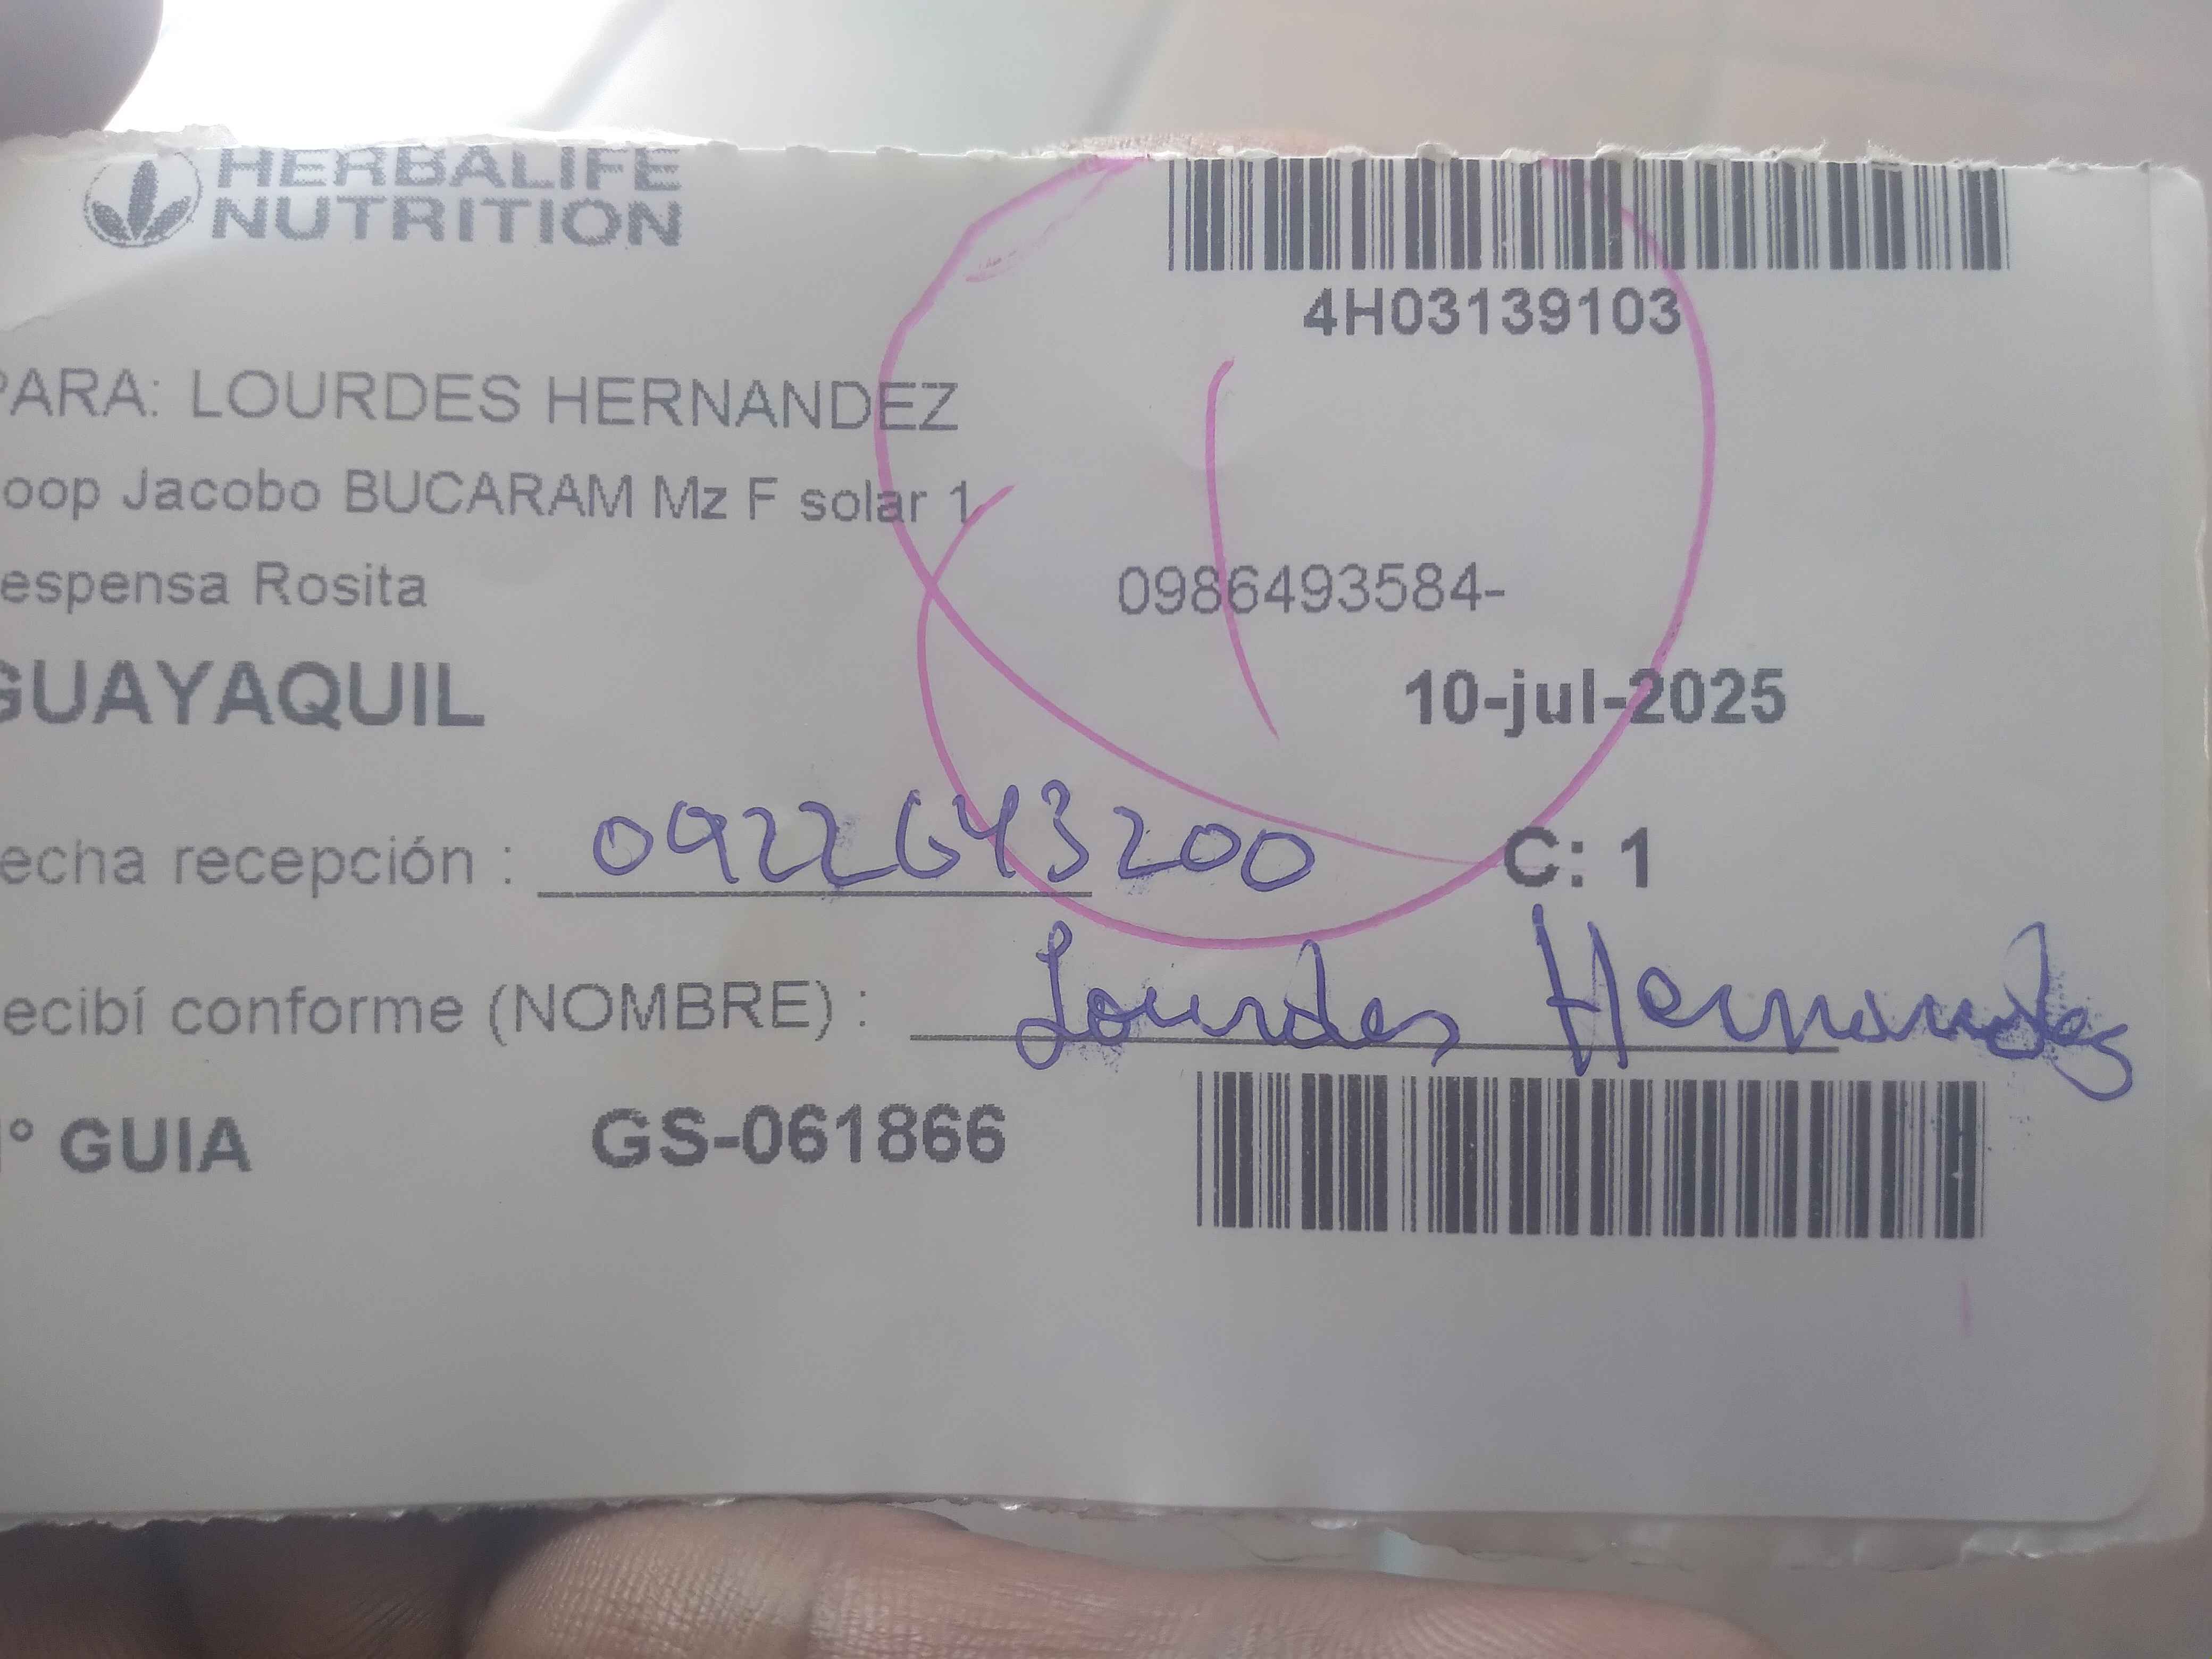 HERBALIFE
NUTRITION
4H03139103
PARA: LOURDES HERNANDEZ
oop Jacobo BUCARAM Mz F solar 1
espensa Rosita
0986493584-
GUAYAQUIL
10-jul-2025
echa recepción : 0922643200
C: 1
ecibí conforme (NOMBRE) : Lourdes Hernandez
° GUIA GS-061866